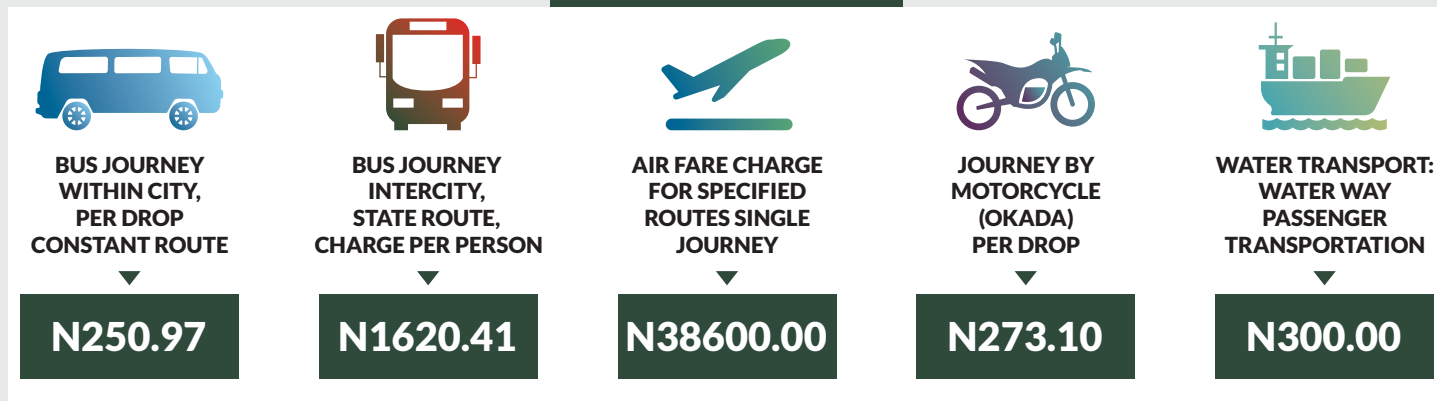 BUS JOURNEY
WITHIN CITY,
PER DROP
CONSTANT ROUTE
N250.97
BUS JOURNEY
INTERCITY,
STATE ROUTE,
CHARGE PER PERSON
N1620.41
AIR FARE CHARGE
FOR SPECIFIED
ROUTES SINGLE
JOURNEY
N38600.00
JOURNEY BY
MOTORCYCLE
(OKADA)
PER DROP
N273.10
WATER TRANSPORT:
WATER WAY
PASSENGER
TRANSPORTATION
N300.00